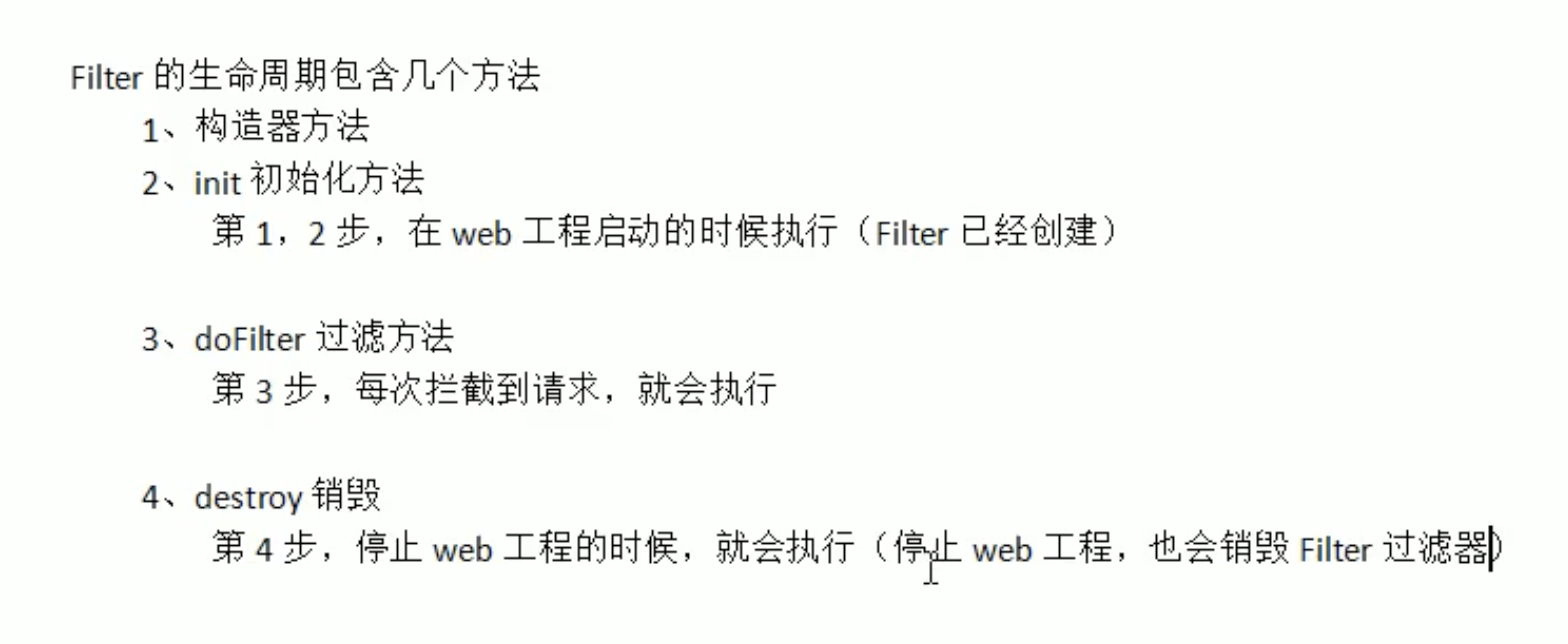 Filter 的生命周期包含几个方法
1、构造器方法
2、init 初始化方法
第 1，2 步，在 web 工程启动的时候执行（Filter 已经创建）
3、doFilter 过滤方法
第 3 步，每次拦截到请求，就会执行
4、destroy 销毁
第 4 步，停止 web 工程的时候，就会执行（停止 web 工程，也会销毁 Filter 过滤器）